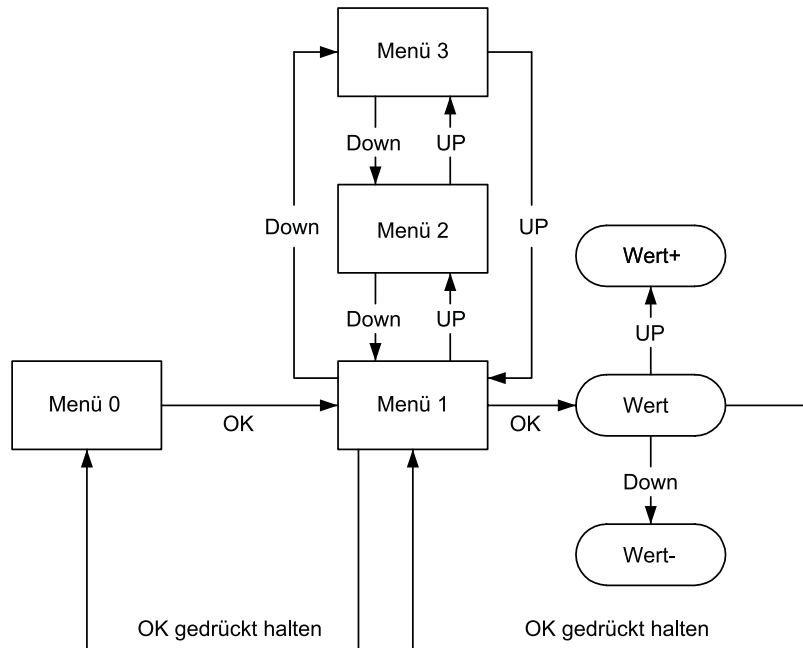 Menü 3
Down
UP
Menü 2
Down
UP
Wert+
Down
UP
UP
Menü 0
OK
Menü 1
OK
Wert
Down
Wert-
OK gedrückt halten
OK gedrückt halten